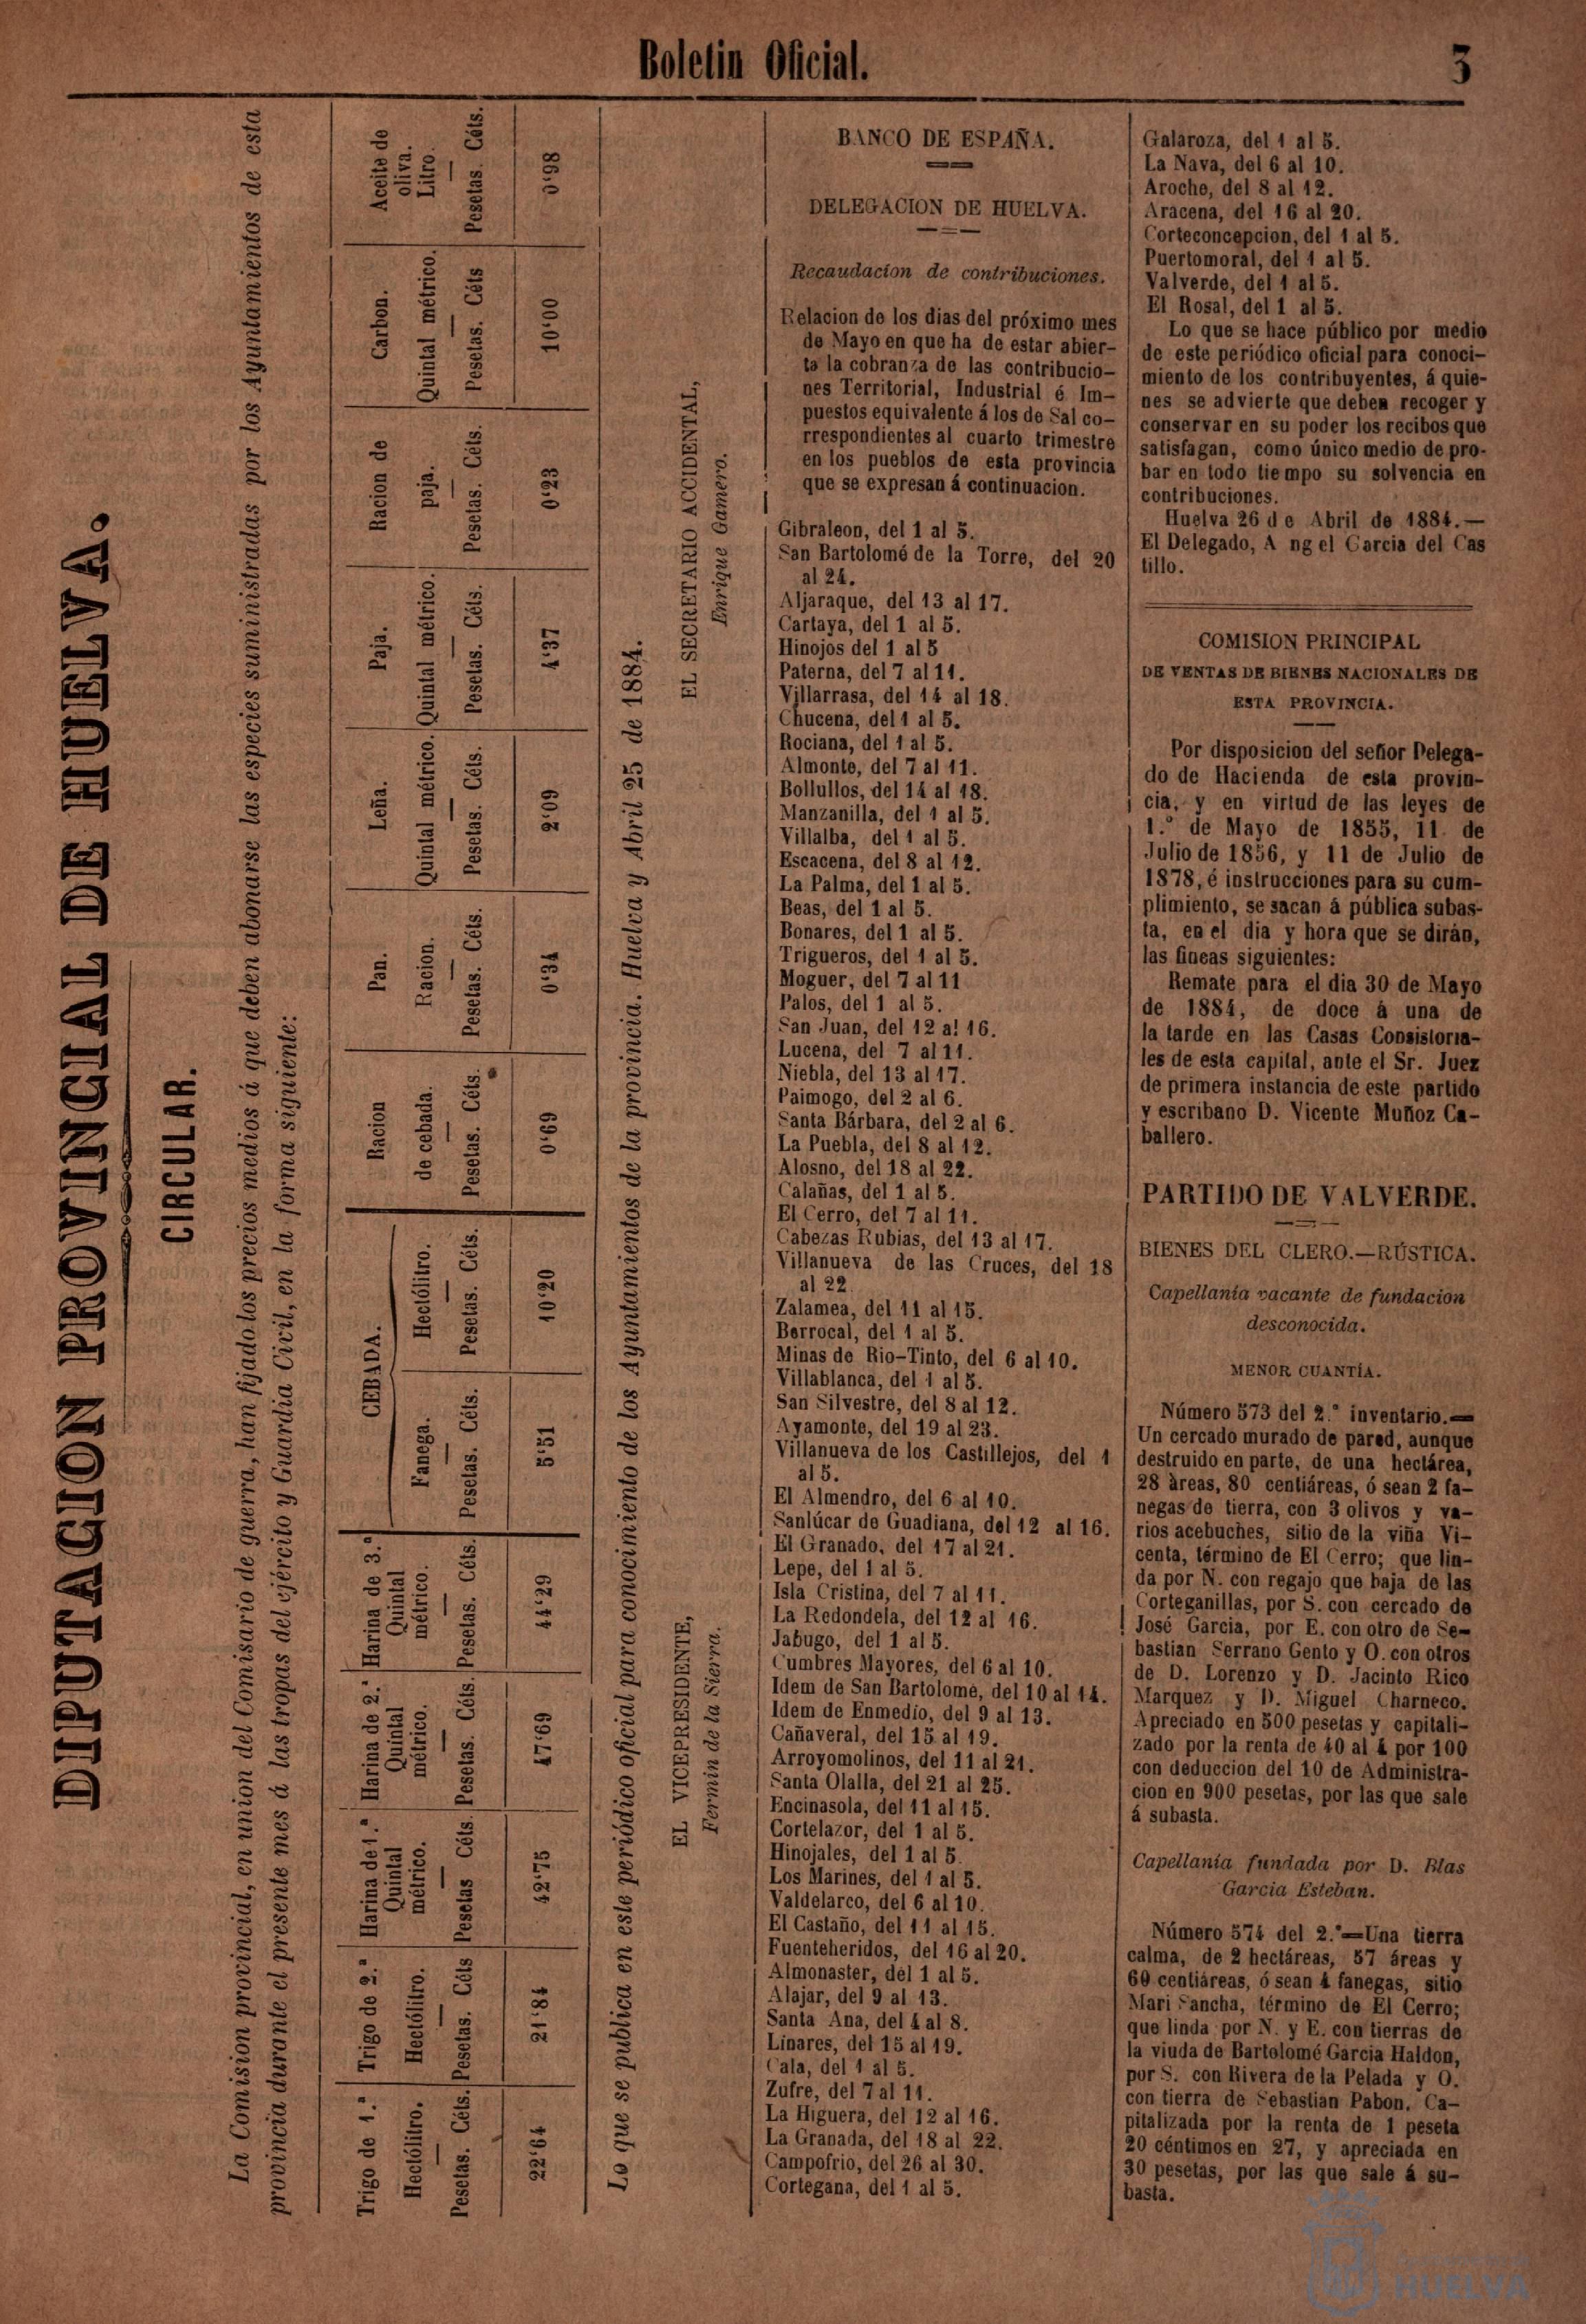 Boletin Oficial.
3
DIPUTACION PROVINCIAL DE HUELVA.
CIRCULAR.
La Comision provincial, en union del Comisario de guerra, han fijado los precios medios á que deben abonarse las especies suministradas por los Ayuntamientos de esta
provincia durante el presente mes á las tropas del ejército y Guardia Civil, en la forma siguiente:
Trigo de 1.ª
Hectólitro.
Pesetas. Céts.
22'64
Trigo de 2.ª
Hectólitro.
Pesetas. Céts
21'84
Harina de 1.ª
Quintal
métrico.
Pesetas Céts.
42'75
Harina de 2.ª
Quintal
métrico.
Pesetas. Céts.
47'69
Harina de 3.ª
Quintal
métrico.
Pesetas. Céts.
44'29
CEBADA.
Fanega.
Pesetas. Céts.
5'51
Hectólitro.
Pesetas. Céts.
10'20
Racion
de cebada.
Pesetas. Céts.
0'69
Pan.
Racion.
Pesetas. Céts.
0'34
Leña.
Quintal métrico.
Pesetas. Céts.
2'09
Paja.
Quintal métrico.
Pesetas. Céts.
4'37
Racion de
paja.
Pesetas. Céts.
0'23
Carbon.
Quintal métrico.
Pesetas. Céts
10'00
Aceite de
oliva.
Litro.
Pesetas. Céts.
0'98
Lo que se publica en este periódico oficial para conocimiento de los Ayuntamientos de la provincia. Huelva y Abril 25 de 1884.
EL VICEPRESIDENTE,
Fermin de la Sierra.
EL SECRETARIO ACCIDENTAL,
Enrique Gamero.
BANCO DE ESPAÑA.
DELEGACION DE HUELVA.
Recaudacion de contribuciones.
Relacion de los dias del próximo mes
de Mayo en que ha de estar abier-
ta la cobranza de las contribucio-
nes Territorial, Industrial é Im-
puestos equivalente á los de Sal co-
rrespondientes al cuarto trimestre
en los pueblos de esta provincia
que se expresan á continuacion.
Gibraleon, del 1 al 5.
San Bartolomé de la Torre, del 20
al 24.
Aljaraque, del 13 al 17.
Cartaya, del 1 al 5.
Hinojos del 1 al 5
Paterna, del 7 al 11.
Villarrasa, del 14 al 18.
Chucena, del 1 al 5.
Rociana, del 1 al 5.
Almonte, del 7 al 11.
Bollullos, del 14 al 18.
Manzanilla, del 1 al 5.
Villalba, del 1 al 5.
Escacena, del 8 al 12.
La Palma, del 1 al 5.
Beas, del 1 al 5.
Bonares, del 1 al 5.
Trigueros, del 1 al 5.
Moguer, del 7 al 11
Palos, del 1 al 5.
San Juan, del 12 al 16.
Lucena, del 7 al 11.
Niebla, del 13 al 17.
Paimogo, del 2 al 6.
Santa Bárbara, del 2 al 6.
La Puebla, del 8 al 12.
Alosno, del 18 al 22.
Calañas, del 1 al 5.
El Cerro, del 7 al 11.
Cabezas Rubias, del 13 al 17.
Villanueva de las Cruces, del 18
al 22.
Zalamea, del 11 al 15.
Berrocal, del 1 al 5.
Minas de Rio-Tinto, del 6 al 10.
Villablanca, del 1 al 5.
San Silvestre, del 8 al 12.
Ayamonte, del 19 al 23.
Villanueva de los Castillejos, del 1
al 5.
El Almendro, del 6 al 10.
Sanlúcar de Guadiana, del 12 al 16.
El Granado, del 17 al 21.
Lepe, del 1 al 5.
Isla Cristina, del 7 al 11.
La Redondela, del 12 al 16.
Jabugo, del 1 al 5.
Cumbres Mayores, del 6 al 10.
Idem de San Bartolome, del 10 al 14.
Idem de Enmedio, del 9 al 13.
Cañaveral, del 15 al 19.
Arroyomolinos, del 11 al 21.
Santa Olalla, del 21 al 25.
Encinasola, del 11 al 15.
Cortelazor, del 1 al 5.
Hinojales, del 1 al 5.
Los Marines, del 1 al 5.
Valdelarco, del 6 al 10.
El Castaño, del 11 al 15.
Fuenteheridos, del 16 al 20.
Almonaster, del 1 al 5.
Alajar, del 9 al 13.
Santa Ana, del 4 al 8.
Linares, del 15 al 19.
Cala, del 1 al 5.
Zufre, del 7 al 11.
La Higuera, del 12 al 16.
La Granada, del 18 al 22.
Campofrio, del 26 al 30.
Cortegana, del 1 al 5.
Galaroza, del 1 al 5.
La Nava, del 6 al 10.
Aroche, del 8 al 12.
Aracena, del 16 al 20.
Corteconcepcion, del 1 al 5.
Puertomoral, del 1 al 5.
Valverde, del 1 al 5.
El Rosal, del 1 al 5.
Lo que se hace público por medio
de este periódico oficial para conoci-
miento de los contribuyentes, á quie-
nes se advierte que deben recoger y
conservar en su poder los recibos que
satisfagan, como único medio de pro-
bar en todo tiempo su solvencia en
contribuciones.
Huelva 26 de Abril de 1884.—
El Delegado, Angel Garcia del Cas
tillo.
COMISION PRINCIPAL
DE VENTAS DE BIENES NACIONALES DE
ESTA PROVINCIA.
Por disposicion del señor Delega-
do de Hacienda de esta provin-
cia, y en virtud de las leyes de
1.º de Mayo de 1855, 11 de
Julio de 1856, y 11 de Julio de
1878, é instrucciones para su cum-
plimiento, se sacan á pública subas-
ta, en el dia y hora que se dirán,
las fincas siguientes:
Remate para el dia 30 de Mayo
de 1884, de doce á una de
la tarde en las Casas Consistoria-
les de esta capital, ante el Sr. Juez
de primera instancia de este partido
y escribano D. Vicente Muñoz Ca-
ballero.
PARTIDO DE VALVERDE.
BIENES DEL CLERO.—RÚSTICA.
Capellanía vacante de fundacion
desconocida.
MENOR CUANTÍA.
Número 573 del 2.º inventario.—
Un cercado murado de pared, aunque
destruido en parte, de una hectárea,
28 àreas, 80 centiáreas, ó sean 2 fa-
negas de tierra, con 3 olivos y va-
rios acebuches, sitio de la viña Vi-
centa, término de El Cerro; que lin-
da por N. con regajo que baja de las
Corteganillas, por S. con cercado de
José Garcia, por E. con otro de Se-
bastian Serrano Gento y O. con otros
de D. Lorenzo y D. Jacinto Rico
Marquez y D. Miguel Charneco.
Apreciado en 500 pesetas y capitali-
zado por la renta de 40 al 4 por 100
con deduccion del 10 de Administra-
cion en 900 pesetas, por las que sale
á subasta.
Capellanía fundada por D. Blas
Garcia Esteban.
Número 574 del 2.º—Una tierra
calma, de 2 hectáreas, 57 áreas y
60 centiáreas, ó sean 4 fanegas, sitio
Mari Sancha, término de El Cerro;
que linda por N. y E. con tierras de
la viuda de Bartolomé Garcia Haldon,
por S. con Rivera de la Pelada y O.
con tierra de Sebastian Pabon. Ca-
pitalizada por la renta de 1 peseta
20 céntimos en 27, y apreciada en
30 pesetas, por las que sale á su-
basta.
HUELVA